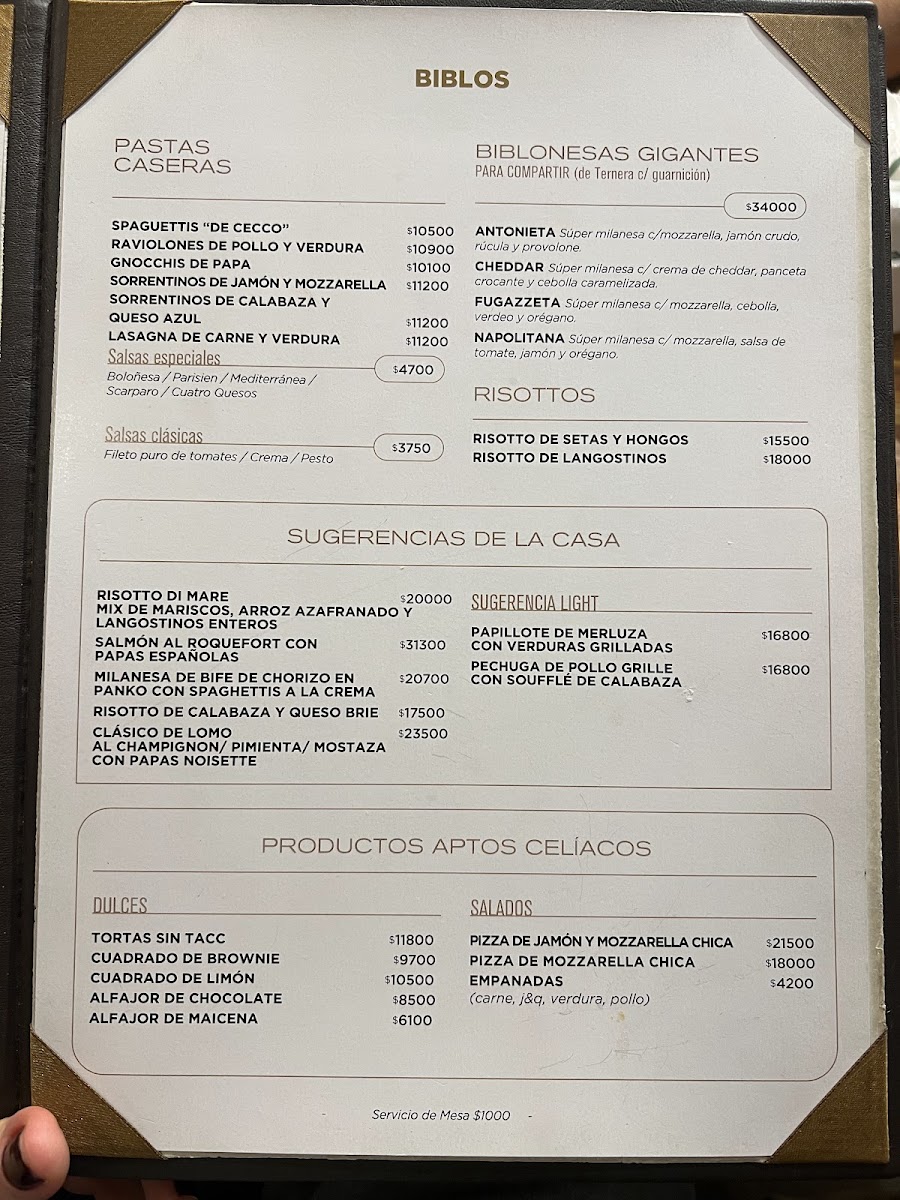 BIBLOS
PASTAS
CASERAS
SPAGUETTIS “DE CECCO” $10500
RAVIOLONES DE POLLO Y VERDURA $10900
GNOCCHIS DE PAPA $10100
SORRENTINOS DE JAMÓN Y MOZZARELLA $11200
SORRENTINOS DE CALABAZA Y
QUESO AZUL $11200
LASAGNA DE CARNE Y VERDURA $11200
Salsas especiales $4700
Boloñesa / Parisien / Mediterránea /
Scarparo / Cuatro Quesos
Salsas clásicas $3750
Fileto puro de tomates / Crema / Pesto
BIBLONESAS GIGANTES
PARA COMPARTIR (de Ternera c/ guarnición)
$34000
ANTONIETA Súper milanesa c/mozzarella, jamón crudo,
rúcula y provolone.
CHEDDAR Súper milanesa c/ crema de cheddar, panceta
crocante y cebolla caramelizada.
FUGAZZETA Súper milanesa c/ mozzarella, cebolla,
verdeo y orégano.
NAPOLITANA Súper milanesa c/ mozzarella, salsa de
tomate, jamón y orégano.
RISOTTOS
RISOTTO DE SETAS Y HONGOS $15500
RISOTTO DE LANGOSTINOS $18000
SUGERENCIAS DE LA CASA
RISOTTO DI MARE $20000
MIX DE MARISCOS, ARROZ AZAFRANADO Y
LANGOSTINOS ENTEROS
SALMÓN AL ROQUEFORT CON $31300
PAPAS ESPAÑOLAS
MILANESA DE BIFE DE CHORIZO EN $20700
PANKO CON SPAGHETTIS A LA CREMA
RISOTTO DE CALABAZA Y QUESO BRIE $17500
CLÁSICO DE LOMO $23500
AL CHAMPIGNON/ PIMIENTA/ MOSTAZA
CON PAPAS NOISETTE
SUGERENCIA LIGHT
PAPILLOTE DE MERLUZA $16800
CON VERDURAS GRILLADAS
PECHUGA DE POLLO GRILLE $16800
CON SOUFFLÉ DE CALABAZA
PRODUCTOS APTOS CELÍACOS
DULCES
TORTAS SIN TACC $11800
CUADRADO DE BROWNIE $9700
CUADRADO DE LIMÓN $10500
ALFAJOR DE CHOCOLATE $8500
ALFAJOR DE MAICENA $6100
SALADOS
PIZZA DE JAMÓN Y MOZZARELLA CHICA $21500
PIZZA DE MOZZARELLA CHICA $18000
EMPANADAS $4200
(carne, j&q, verdura, pollo)
- Servicio de Mesa $1000 -